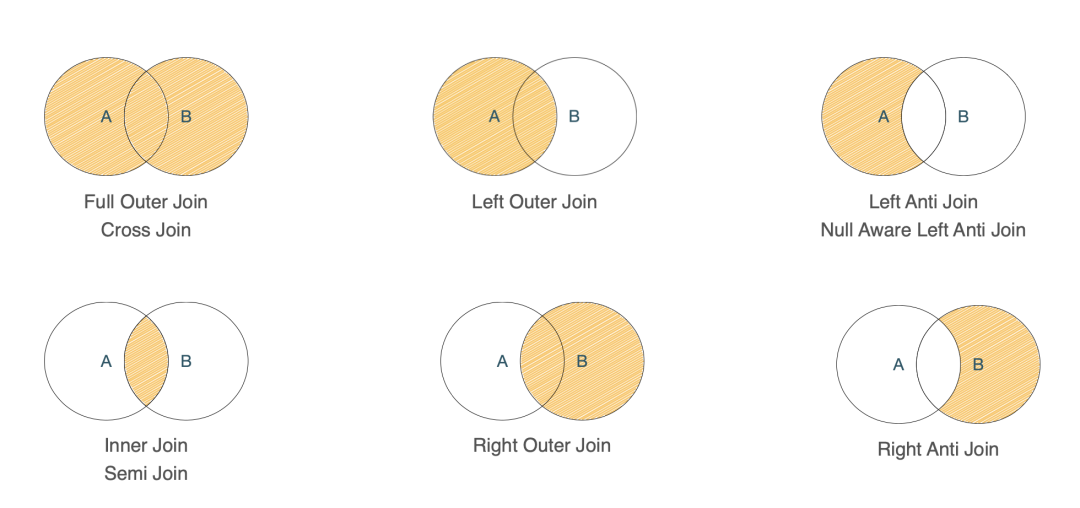 A B
Full Outer Join
Cross Join
A B
Left Outer Join
A B
Left Anti Join
Null Aware Left Anti Join
A B
Inner Join
Semi Join
A B
Right Outer Join
A B
Right Anti Join